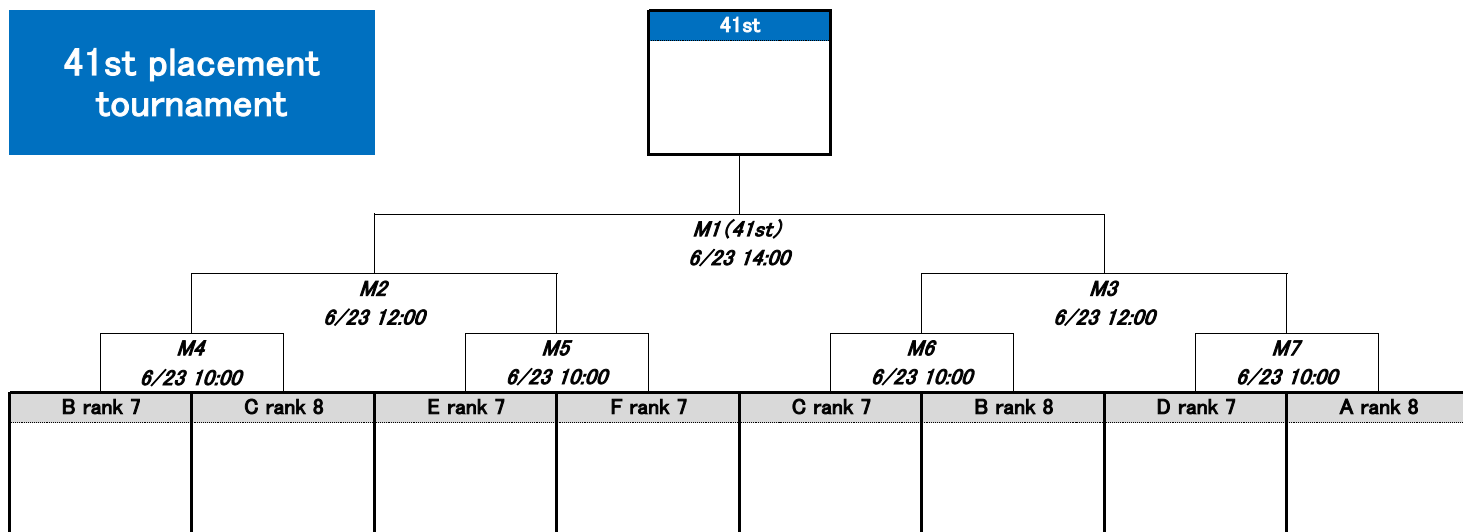 41st placement
tournament
41st
M1(41st)
6/23 14:00
M2
6/23 12:00
M3
6/23 12:00
M4
6/23 10:00
M5
6/23 10:00
M6
6/23 10:00
M7
6/23 10:00
B rank 7
C rank 8
E rank 7
F rank 7
C rank 7
B rank 8
D rank 7
A rank 8